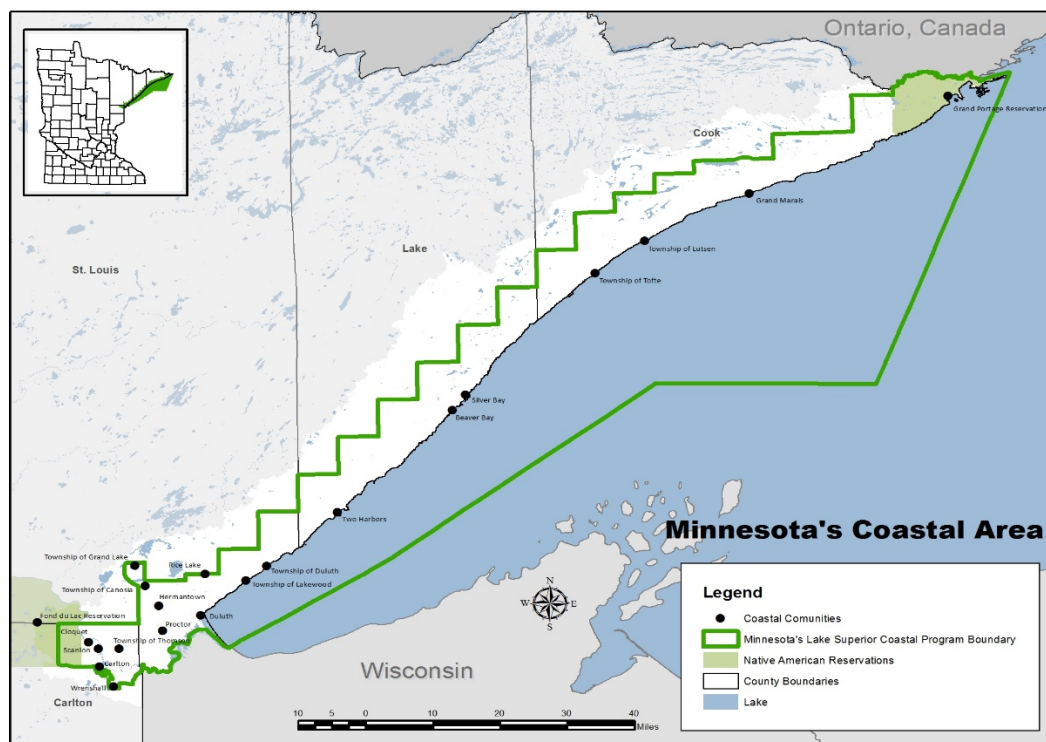 Ontario, Canada
Grand Portage Reservation
Cook
Grand Marais
Township of Lutsen
Lake
Township of Tofte
St. Louis
Silver Bay
Beaver Bay
Two Harbors
Minnesota's Coastal Area
Township of Grand Lake
Rice Lake
Township of Duluth
Township of Canosia
Township of Lakewood
Hermantown
Fond du Lac Reservation
Duluth
Proctor
Cloquet
Township of Thomson
Scanlon
Carlton
Wrenshall
Carlton
Wisconsin
N
W
E
S
Legend
Coastal Comunities
Minnesota's Lake Superior Coastal Program Boundary
Native American Reservations
County Boundaries
Lake
10 5 0 10 20 30 40
Miles